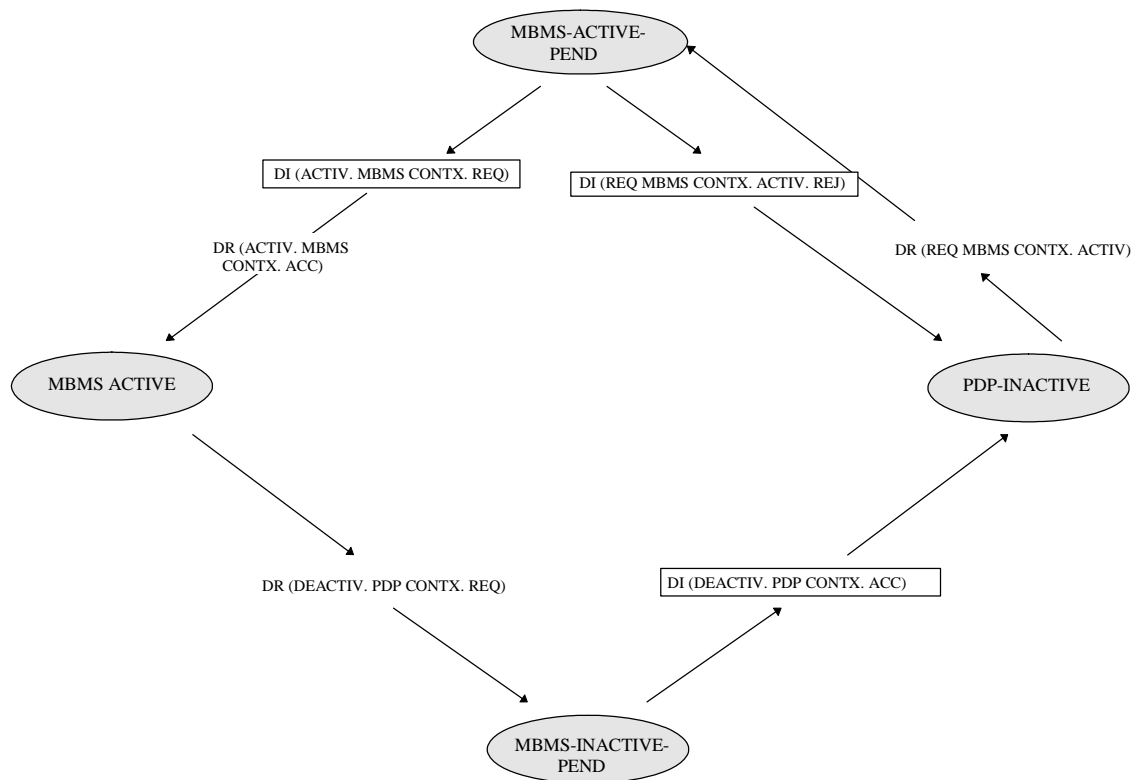 MBMS-ACTIVE-
PEND
DI (ACTIV. MBMS CONTX. REQ)
DI (REQ MBMS CONTX. ACTIV. REJ)
DR (ACTIV. MBMS
CONTX. ACC)
DR (REQ MBMS CONTX. ACTIV)
MBMS ACTIVE
PDP-INACTIVE
DR (DEACTIV. PDP CONTX. REQ)
DI (DEACTIV. PDP CONTX. ACC)
MBMS-INACTIVE-
PEND